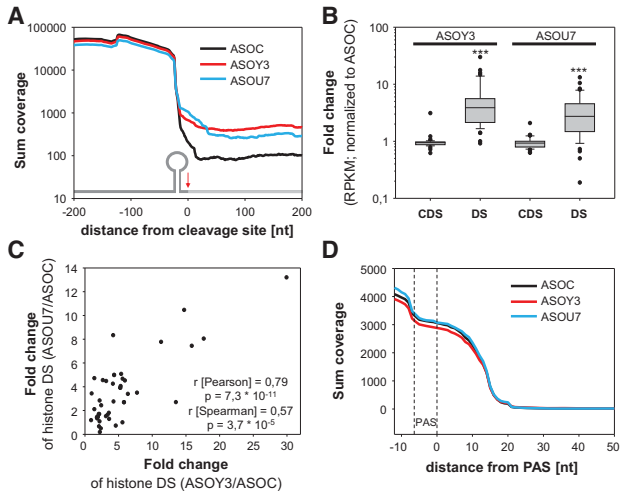 A
Sum coverage
100000
10000
1000
100
10
ASOC
ASOY3
ASOU7
-200 -100 0 100 200
distance from cleavage site [nt]
B
Fold change
(RPKM; normalized to ASOC)
100
10
1
0,1
ASOY3 ASOU7
*** ***
CDS DS CDS DS
C
Fold change
of histone DS (ASOU7/ASOC)
14
12
10
8
6
4
2
0
r [Pearson] = 0,79
p = 7,3 * 10-11
r [Spearman] = 0,57
p = 3,7 * 10-5
0 5 10 15 20 25 30
Fold change
of histone DS (ASOY3/ASOC)
D
Sum coverage
5000
4000
3000
2000
1000
0
ASOC
ASOY3
ASOU7
PAS
-10 0 10 20 30 40 50
distance from PAS [nt]